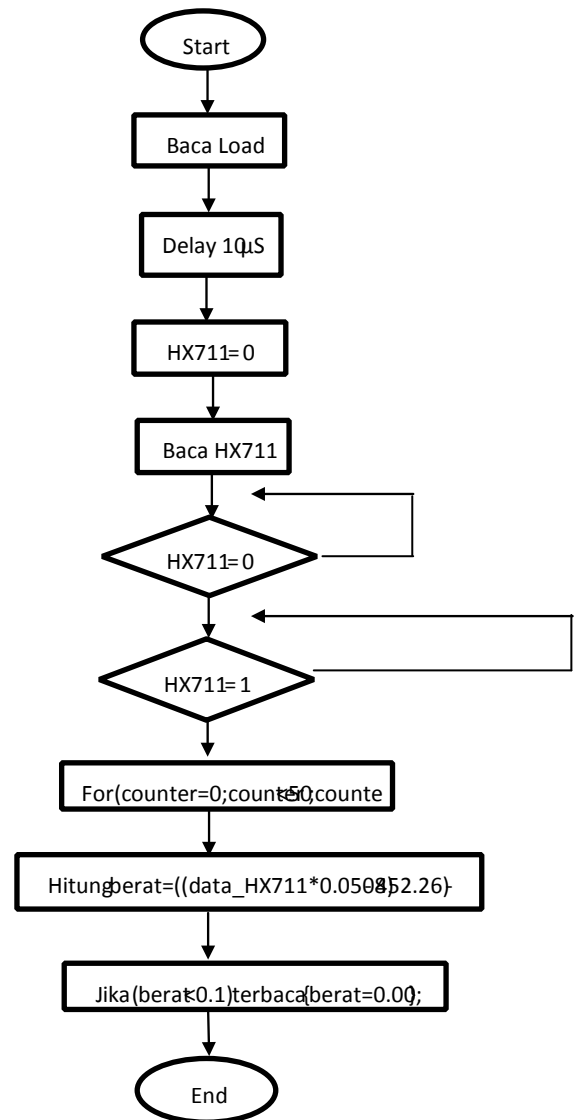 Start
Baca Load
Delay 10µS
HX711= 0
Baca HX711
HX711= 0
HX711= 1
For(counter=0;counter<50;counte
Hitung berat=((data_HX711*0.0508)
Jika (berat<0.1)terbaca{berat=0.00};
End